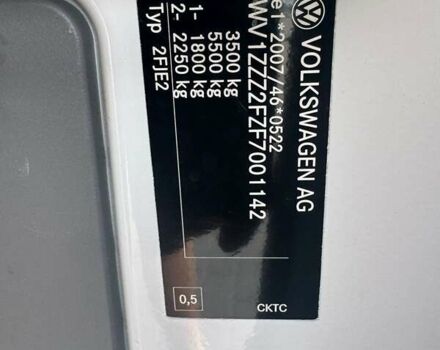 VOLKSWAGEN AG
e1*2007/46*0522
WV1ZZZ2FZF7001142
3500 kg
5500 kg
1- 1800 kg
2- 2250 kg
Typ 2FJE2
0,5
CKTC